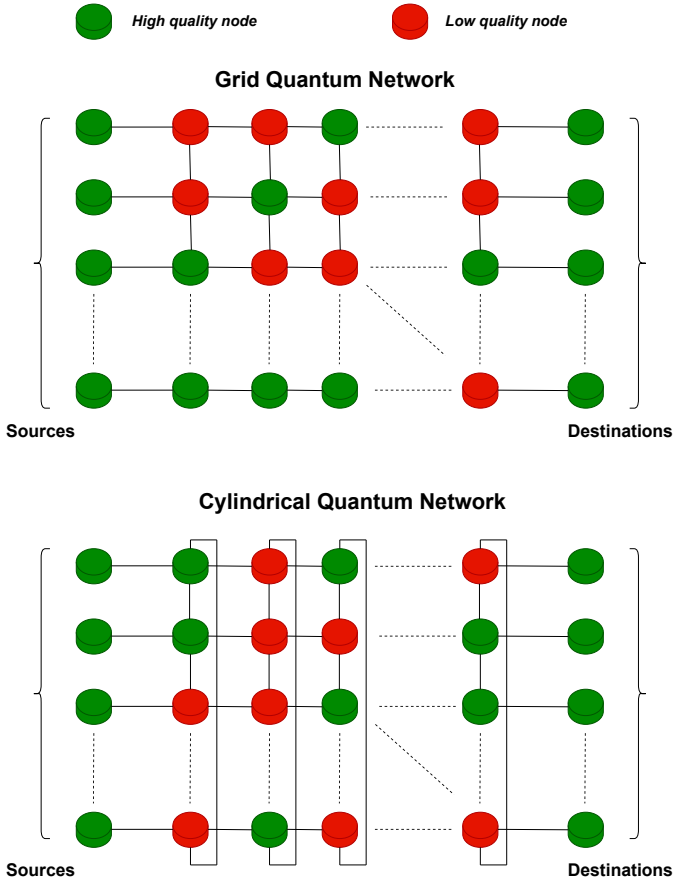 High quality node
Low quality node
Grid Quantum Network
Sources
Destinations
Cylindrical Quantum Network
Sources
Destinations